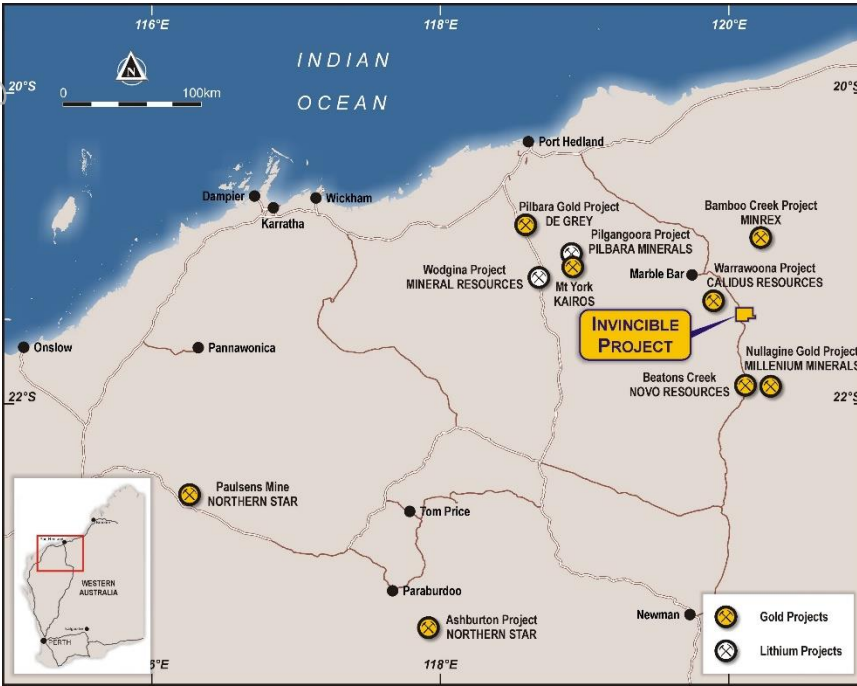 116°E
118°E
120°E
20°S
20°S
INDIAN
OCEAN
N
0
100km
Port Hedland
Dampier
Karratha
Wickham
Pilbara Gold Project
DE GREY
Pilgangoora Project
PILBARA MINERALS
Bamboo Creek Project
MINREX
Wodgina Project
MINERAL RESOURCES
Mt York
KAIROS
Marble Bar
Warrawoona Project
CALIDUS RESOURCES
INVINCIBLE
PROJECT
Onslow
Pannawonica
Nullagine Gold Project
MILLENIUM MINERALS
Beatons Creek
NOVO RESOURCES
22°S
22°S
Paulsens Mine
NORTHERN STAR
Tom Price
Paraburdoo
Ashburton Project
NORTHERN STAR
Newman
WESTERN
AUSTRALIA
PERTH
Gold Projects
Lithium Projects
118°E
120°E